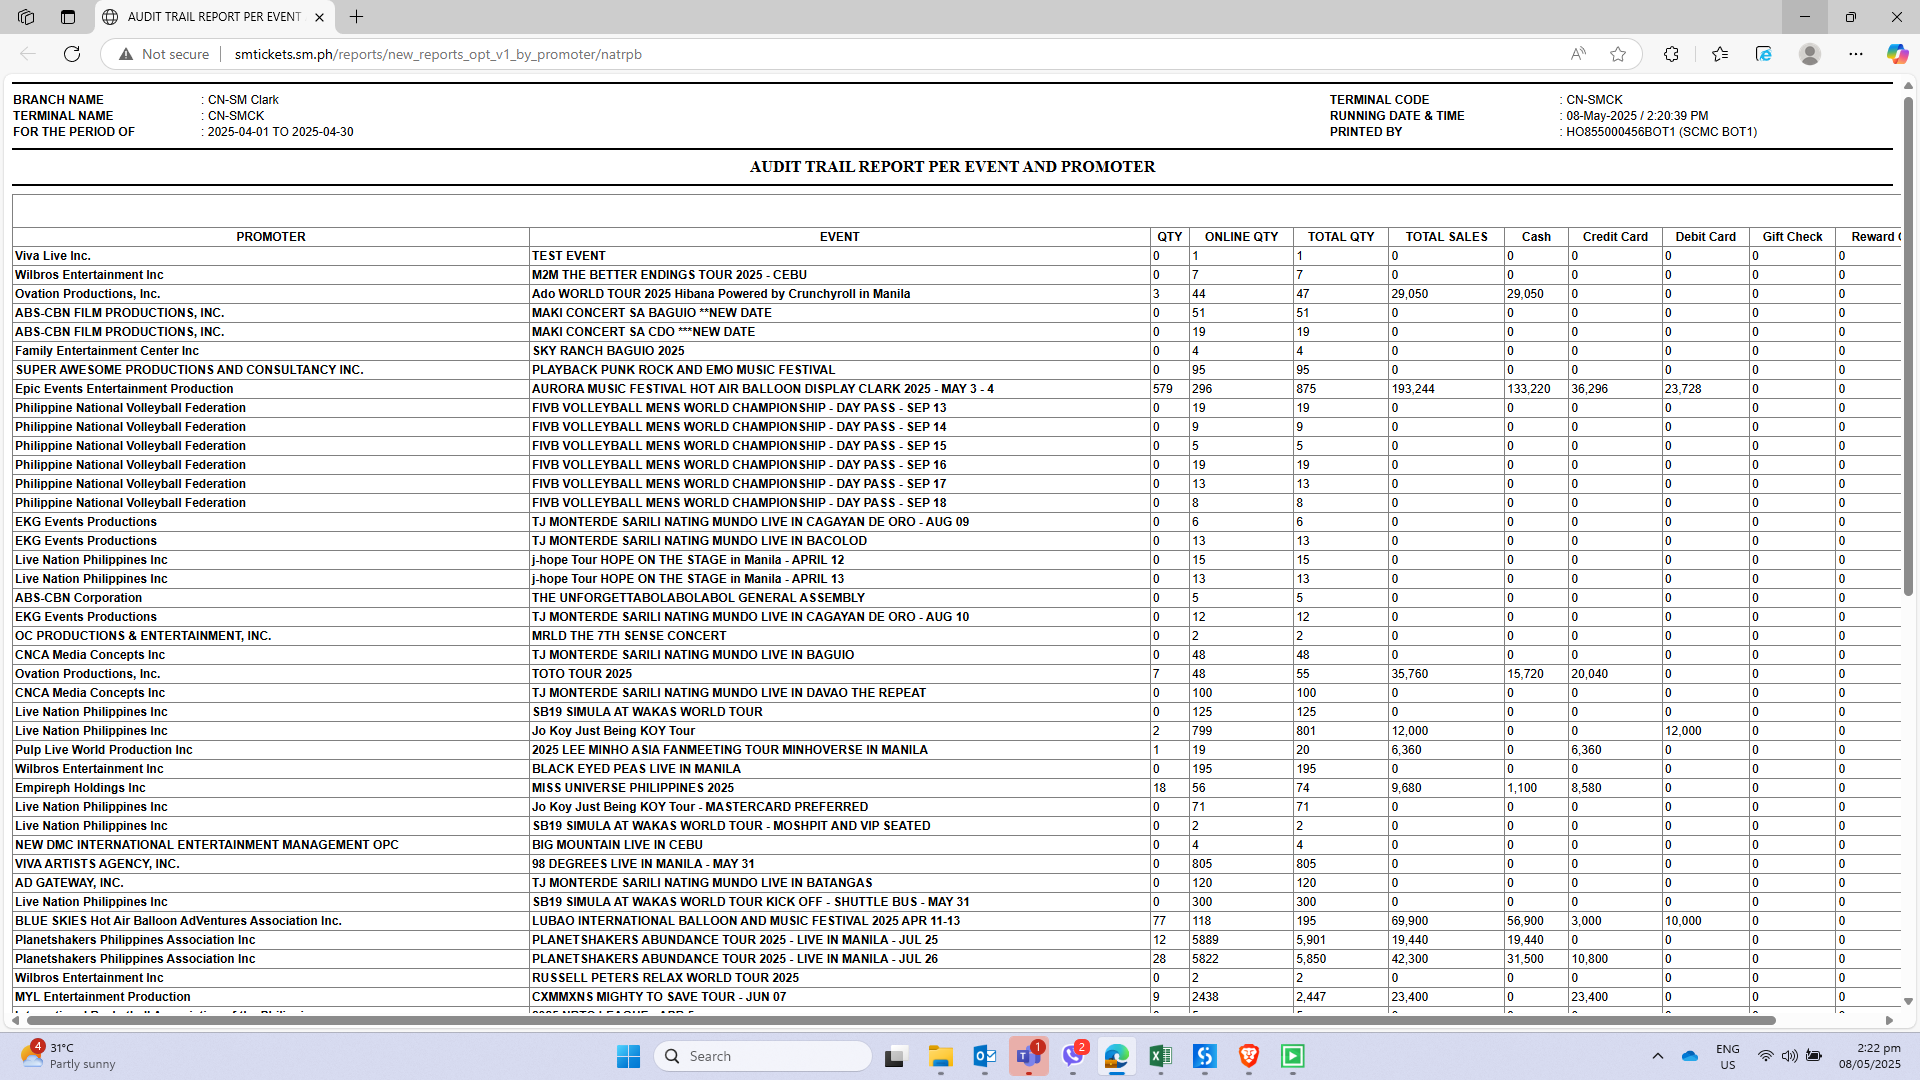 AUDIT TRAIL REPORT PER EVENT
Not secure smtickets.sm.ph/reports/new_reports_opt_v1_by_promoter/natrpb
BRANCH NAME : CN-SM Clark TERMINAL CODE : CN-SMCK
TERMINAL NAME : CN-SMCK RUNNING DATE & TIME : 08-May-2025 / 2:20:39 PM
FOR THE PERIOD OF : 2025-04-01 TO 2025-04-30 PRINTED BY : HO855000456BOT1 (SCMC BOT1)
AUDIT TRAIL REPORT PER EVENT AND PROMOTER
PROMOTER EVENT QTY ONLINE QTY TOTAL QTY TOTAL SALES Cash Credit Card Debit Card Gift Check Reward
Viva Live Inc. TEST EVENT 0 1 1 0 0 0 0 0 0
Wilbros Entertainment Inc M2M THE BETTER ENDINGS TOUR 2025 - CEBU 0 7 7 0 0 0 0 0 0
Ovation Productions, Inc. Ado WORLD TOUR 2025 Hibana Powered by Crunchyroll in Manila 3 44 47 29,050 29,050 0 0 0 0
ABS-CBN FILM PRODUCTIONS, INC. MAKI CONCERT SA BAGUIO **NEW DATE 0 51 51 0 0 0 0 0 0
ABS-CBN FILM PRODUCTIONS, INC. MAKI CONCERT SA CDO ***NEW DATE 0 19 19 0 0 0 0 0 0
Family Entertainment Center Inc SKY RANCH BAGUIO 2025 0 4 4 0 0 0 0 0 0
SUPER AWESOME PRODUCTIONS AND CONSULTANCY INC. PLAYBACK PUNK ROCK AND EMO MUSIC FESTIVAL 0 95 95 0 0 0 0 0 0
Epic Events Entertainment Production AURORA MUSIC FESTIVAL HOT AIR BALLOON DISPLAY CLARK 2025 - MAY 3 - 4 579 296 875 193,244 133,220 36,296 23,728 0 0
Philippine National Volleyball Federation FIVB VOLLEYBALL MENS WORLD CHAMPIONSHIP - DAY PASS - SEP 13 0 19 19 0 0 0 0 0 0
Philippine National Volleyball Federation FIVB VOLLEYBALL MENS WORLD CHAMPIONSHIP - DAY PASS - SEP 14 0 9 9 0 0 0 0 0 0
Philippine National Volleyball Federation FIVB VOLLEYBALL MENS WORLD CHAMPIONSHIP - DAY PASS - SEP 15 0 5 5 0 0 0 0 0 0
Philippine National Volleyball Federation FIVB VOLLEYBALL MENS WORLD CHAMPIONSHIP - DAY PASS - SEP 16 0 19 19 0 0 0 0 0 0
Philippine National Volleyball Federation FIVB VOLLEYBALL MENS WORLD CHAMPIONSHIP - DAY PASS - SEP 17 0 13 13 0 0 0 0 0 0
Philippine National Volleyball Federation FIVB VOLLEYBALL MENS WORLD CHAMPIONSHIP - DAY PASS - SEP 18 0 8 8 0 0 0 0 0 0
EKG Events Productions TJ MONTERDE SARILI NATING MUNDO LIVE IN CAGAYAN DE ORO - AUG 09 0 6 6 0 0 0 0 0 0
EKG Events Productions TJ MONTERDE SARILI NATING MUNDO LIVE IN BACOLOD 0 13 13 0 0 0 0 0 0
Live Nation Philippines Inc j-hope Tour HOPE ON THE STAGE in Manila - APRIL 12 0 15 15 0 0 0 0 0 0
Live Nation Philippines Inc j-hope Tour HOPE ON THE STAGE in Manila - APRIL 13 0 13 13 0 0 0 0 0 0
ABS-CBN Corporation THE UNFORGETTABOLABOLABOL GENERAL ASSEMBLY 0 5 5 0 0 0 0 0 0
EKG Events Productions TJ MONTERDE SARILI NATING MUNDO LIVE IN CAGAYAN DE ORO - AUG 10 0 12 12 0 0 0 0 0 0
OC PRODUCTIONS & ENTERTAINMENT, INC. MRLD THE 7TH SENSE CONCERT 0 2 2 0 0 0 0 0 0
CNCA Media Concepts Inc TJ MONTERDE SARILI NATING MUNDO LIVE IN BAGUIO 0 48 48 0 0 0 0 0 0
Ovation Productions, Inc. TOTO TOUR 2025 7 48 55 35,760 15,720 20,040 0 0 0
CNCA Media Concepts Inc TJ MONTERDE SARILI NATING MUNDO LIVE IN DAVAO THE REPEAT 0 100 100 0 0 0 0 0 0
Live Nation Philippines Inc SB19 SIMULA AT WAKAS WORLD TOUR 0 125 125 0 0 0 0 0 0
Live Nation Philippines Inc Jo Koy Just Being KOY Tour 2 799 801 12,000 0 0 12,000 0 0
Pulp Live World Production Inc 2025 LEE MINHO ASIA FANMEETING TOUR MINHOVERSE IN MANILA 1 19 20 6,360 0 6,360 0 0 0
Wilbros Entertainment Inc BLACK EYED PEAS LIVE IN MANILA 0 195 195 0 0 0 0 0 0
Empireph Holdings Inc MISS UNIVERSE PHILIPPINES 2025 18 56 74 9,680 1,100 8,580 0 0 0
Live Nation Philippines Inc Jo Koy Just Being KOY Tour - MASTERCARD PREFERRED 0 71 71 0 0 0 0 0 0
Live Nation Philippines Inc SB19 SIMULA AT WAKAS WORLD TOUR - MOSHPIT AND VIP SEATED 0 2 2 0 0 0 0 0 0
NEW DMC INTERNATIONAL ENTERTAINMENT MANAGEMENT OPC BIG MOUNTAIN LIVE IN CEBU 0 4 4 0 0 0 0 0 0
VIVA ARTISTS AGENCY, INC. 98 DEGREES LIVE IN MANILA - MAY 31 0 805 805 0 0 0 0 0 0
AD GATEWAY, INC. TJ MONTERDE SARILI NATING MUNDO LIVE IN BATANGAS 0 120 120 0 0 0 0 0 0
Live Nation Philippines Inc SB19 SIMULA AT WAKAS WORLD TOUR KICK OFF - SHUTTLE BUS - MAY 31 0 300 300 0 0 0 0 0 0
BLUE SKIES Hot Air Balloon AdVentures Association Inc. LUBAO INTERNATIONAL BALLOON AND MUSIC FESTIVAL 2025 APR 11-13 77 118 195 69,900 56,900 3,000 10,000 0 0
Planetshakers Philippines Association Inc PLANETSHAKERS ABUNDANCE TOUR 2025 - LIVE IN MANILA - JUL 25 12 5889 5,901 19,440 19,440 0 0 0 0
Planetshakers Philippines Association Inc PLANETSHAKERS ABUNDANCE TOUR 2025 - LIVE IN MANILA - JUL 26 28 5822 5,850 42,300 31,500 10,800 0 0 0
Wilbros Entertainment Inc RUSSELL PETERS RELAX WORLD TOUR 2025 0 2 2 0 0 0 0 0 0
MYL Entertainment Production CXMMXNS MIGHTY TO SAVE TOUR - JUN 07 9 2438 2,447 23,400 0 23,400 0 0 0
4 31°C
Partly sunny
Search
1
2
ENG
US
2:22 pm
08/05/2025